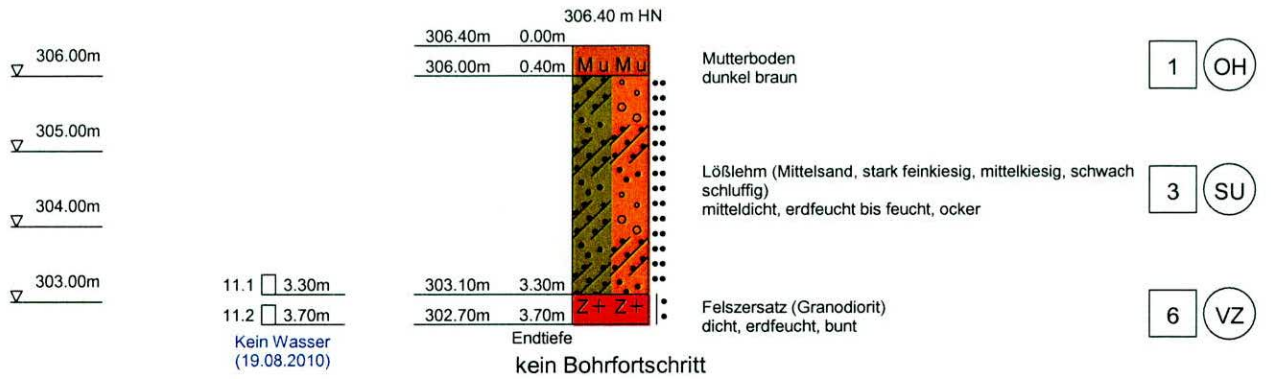 306.40 m HN
306.40m 0.00m
306.00m
306.00m 0.40m
Mu Mu
Mutterboden
dunkel braun
1 OH
305.00m
Lößlehm (Mittelsand, stark feinkiesig, mittelkiesig, schwach
schluffig)
mitteldicht, erdfeucht bis feucht, ocker
3 SU
304.00m
303.00m
11.1 3.30m
303.10m 3.30m
Z+ Z+
11.2 3.70m
302.70m 3.70m
Felszersatz (Granodiorit)
dicht, erdfeucht, bunt
6 VZ
Kein Wasser
(19.08.2010)
Endtiefe
kein Bohrfortschritt